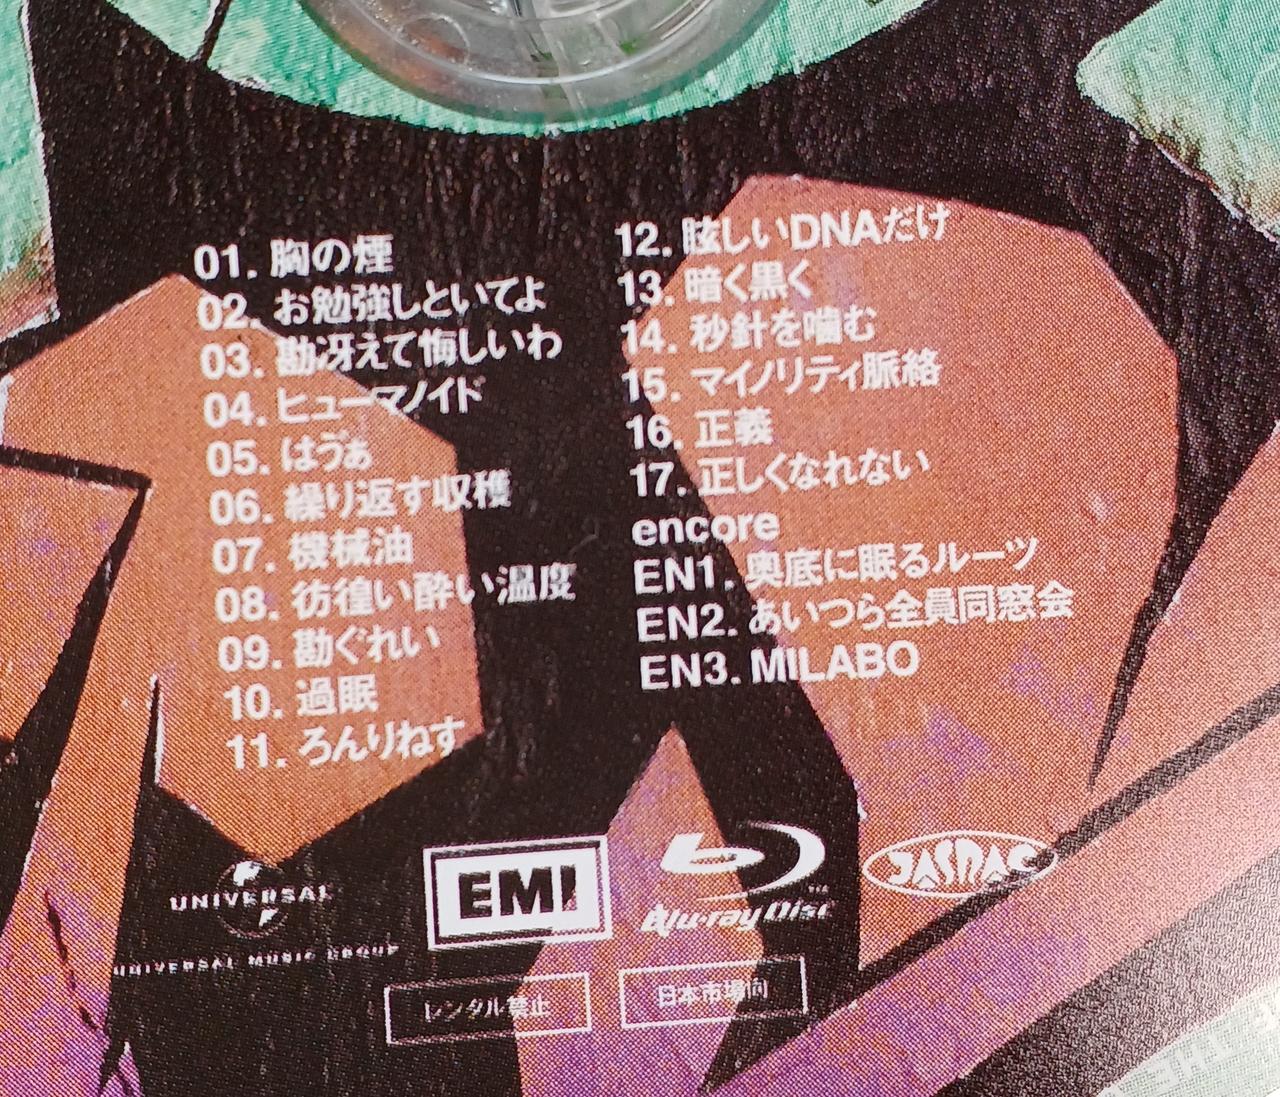 01. 胸の煙
02. お勉強しといてよ
03. 勘冴えて悔しいわ
04. ヒューマノイド
05. はゔぁ
06. 繰り返す収穫
07. 機械油
08. 彷徨い酔い温度
09. 勘ぐれい
10. 過眠
11. ろんりねす
12. 眩しいDNAだけ
13. 暗く黒く
14. 秒針を噛む
15. マイノリティ脈絡
16. 正義
17. 正しくなれない
encore
EN1. 奥底に眠るルーツ
EN2. あいつら全員同窓会
EN3. MILABO
UNIVERSAL
UNIVERSAL MUSIC GROUP
EMI
Blu-ray Disc
JASRAC
レンタル禁止
日本市場向
THE